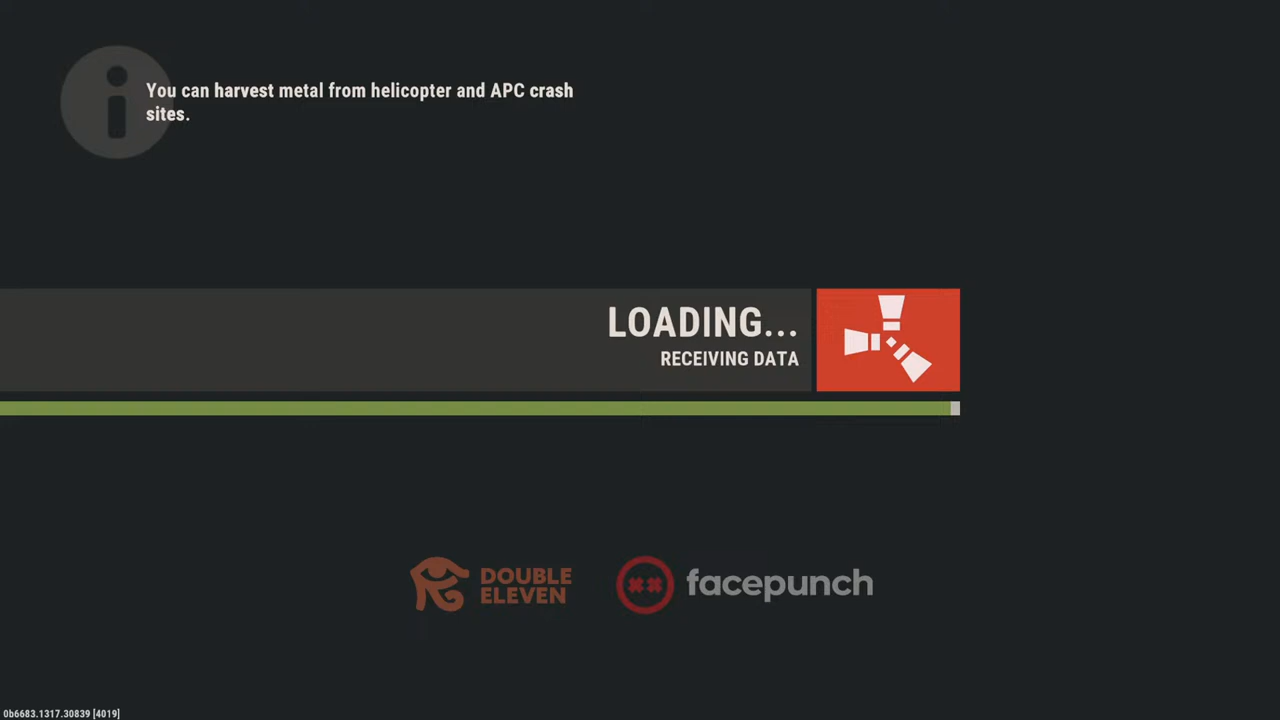 You can harvest metal from helicopter and APC crash
sites.
LOADING...
RECEIVING DATA
DOUBLE
ELEVEN
facepunch
0b6683.1317.30839 [4019]